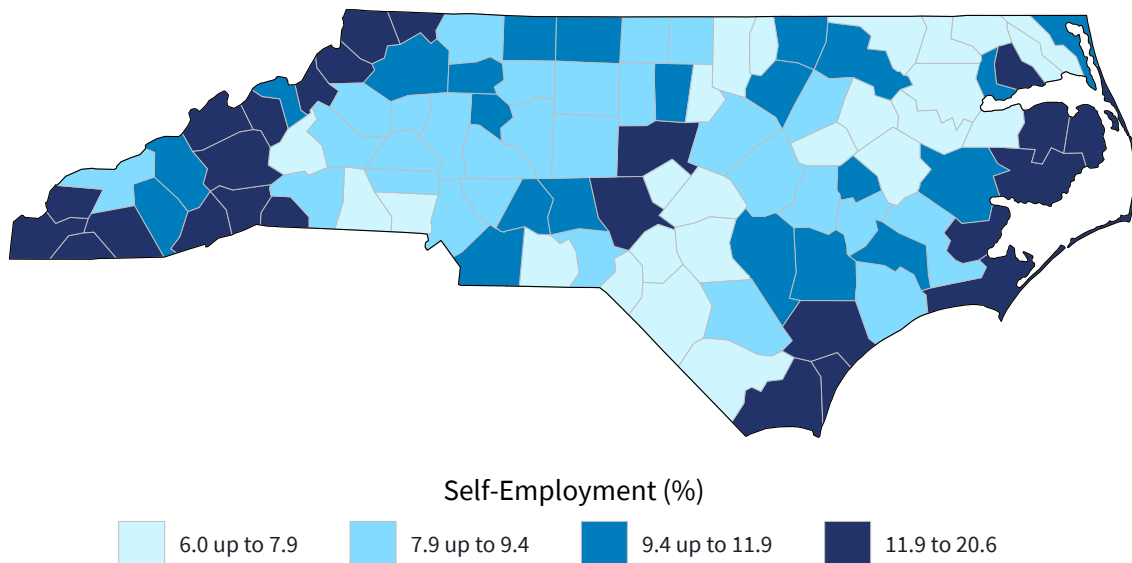 Self-Employment (%)
6.0 up to 7.9 7.9 up to 9.4 9.4 up to 11.9 11.9 to 20.6